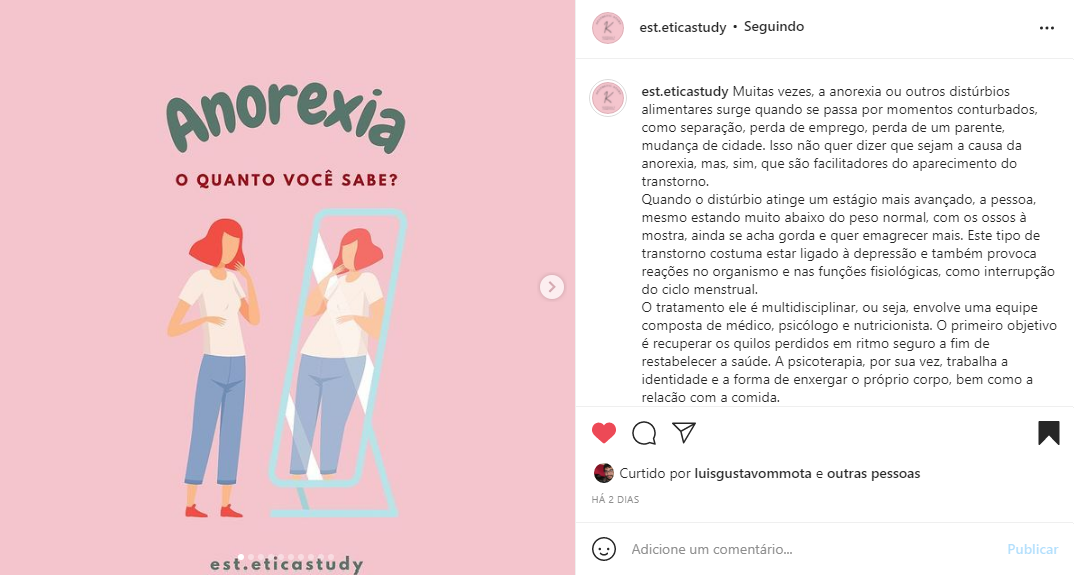 Anorexia
O QUANTO VOCÊ SABE?
est.eticastudy
est.eticastudy • Seguindo
est.eticastudy Muitas vezes, a anorexia ou outros distúrbios
alimentares surge quando se passa por momentos conturbados,
como separação, perda de emprego, perda de um parente,
mudança de cidade. Isso não quer dizer que sejam a causa da
anorexia, mas, sim, que são facilitadores do aparecimento do
transtorno.
Quando o distúrbio atinge um estágio mais avançado, a pessoa,
mesmo estando muito abaixo do peso normal, com os ossos à
mostra, ainda se acha gorda e quer emagrecer mais. Este tipo de
transtorno costuma estar ligado à depressão e também provoca
reações no organismo e nas funções fisiológicas, como interrupção
do ciclo menstrual.
O tratamento ele é multidisciplinar, ou seja, envolve uma equipe
composta de médico, psicólogo e nutricionista. O primeiro objetivo
é recuperar os quilos perdidos em ritmo seguro a fim de
restabelecer a saúde. A psicoterapia, por sua vez, trabalha a
identidade e a forma de enxergar o próprio corpo, bem como a
relação com a comida.
Curtido por luisgustavommota e outras pessoas
HÁ 2 DIAS
Adicione um comentário...
Publicar